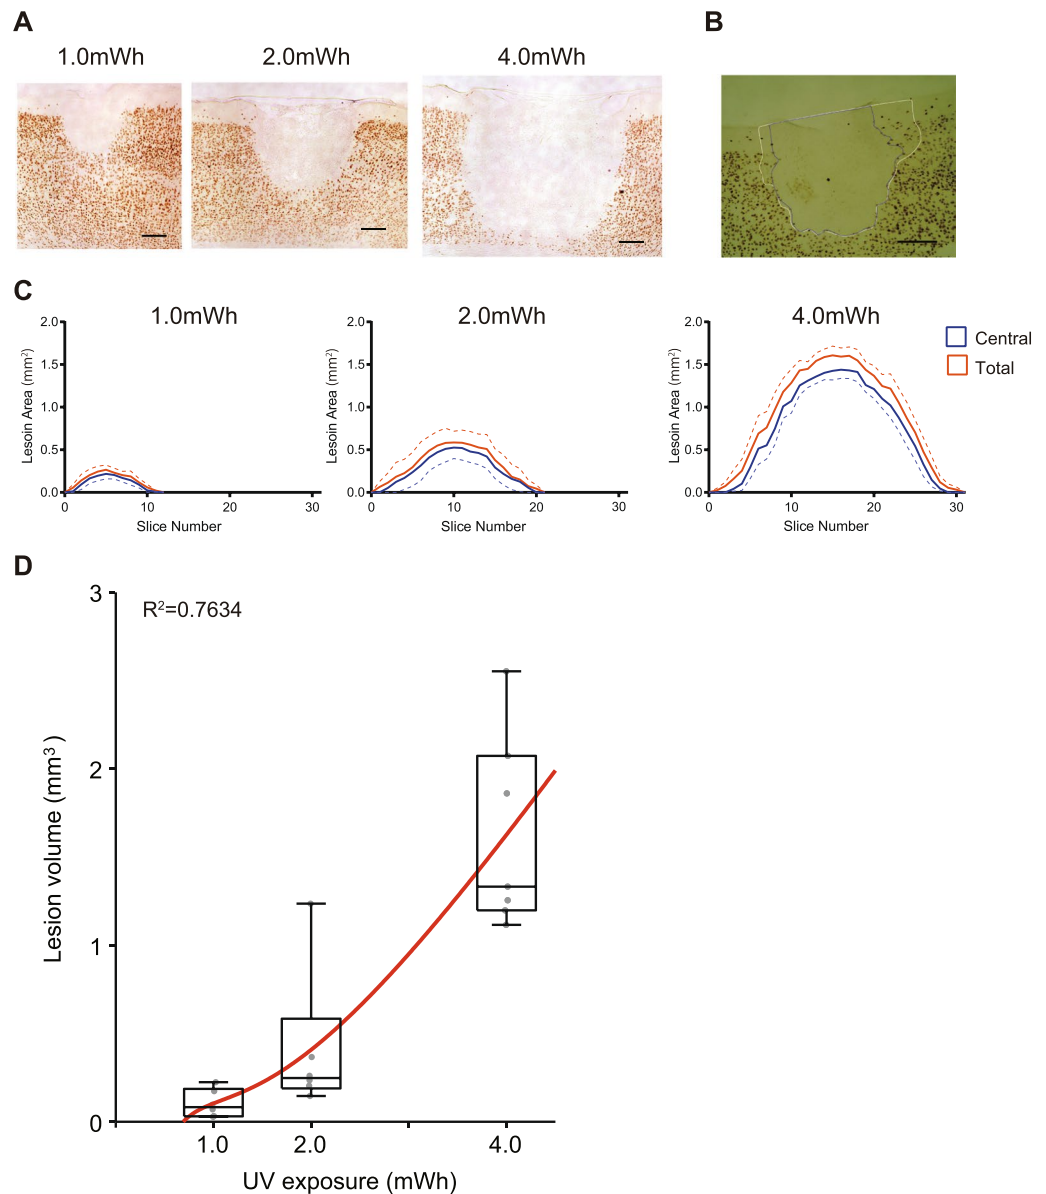 A
B
1.0mWh
2.0mWh
4.0mWh
C
1.0mWh
2.0mWh
4.0mWh
2.0
1.5
1.0
0.5
0.0
Lesoin Area (mm2)
0
10
20
30
Slice Number
2.0
1.5
1.0
0.5
0.0
Lesoin Area (mm2)
0
10
20
30
Slice Number
2.0
1.5
1.0
0.5
0.0
Lesoin Area (mm2)
0
10
20
30
Slice Number
Central
Total
D
R2=0.7634
3
2
1
0
Lesion volume (mm3 )
1.0
2.0
4.0
UV exposure (mWh)